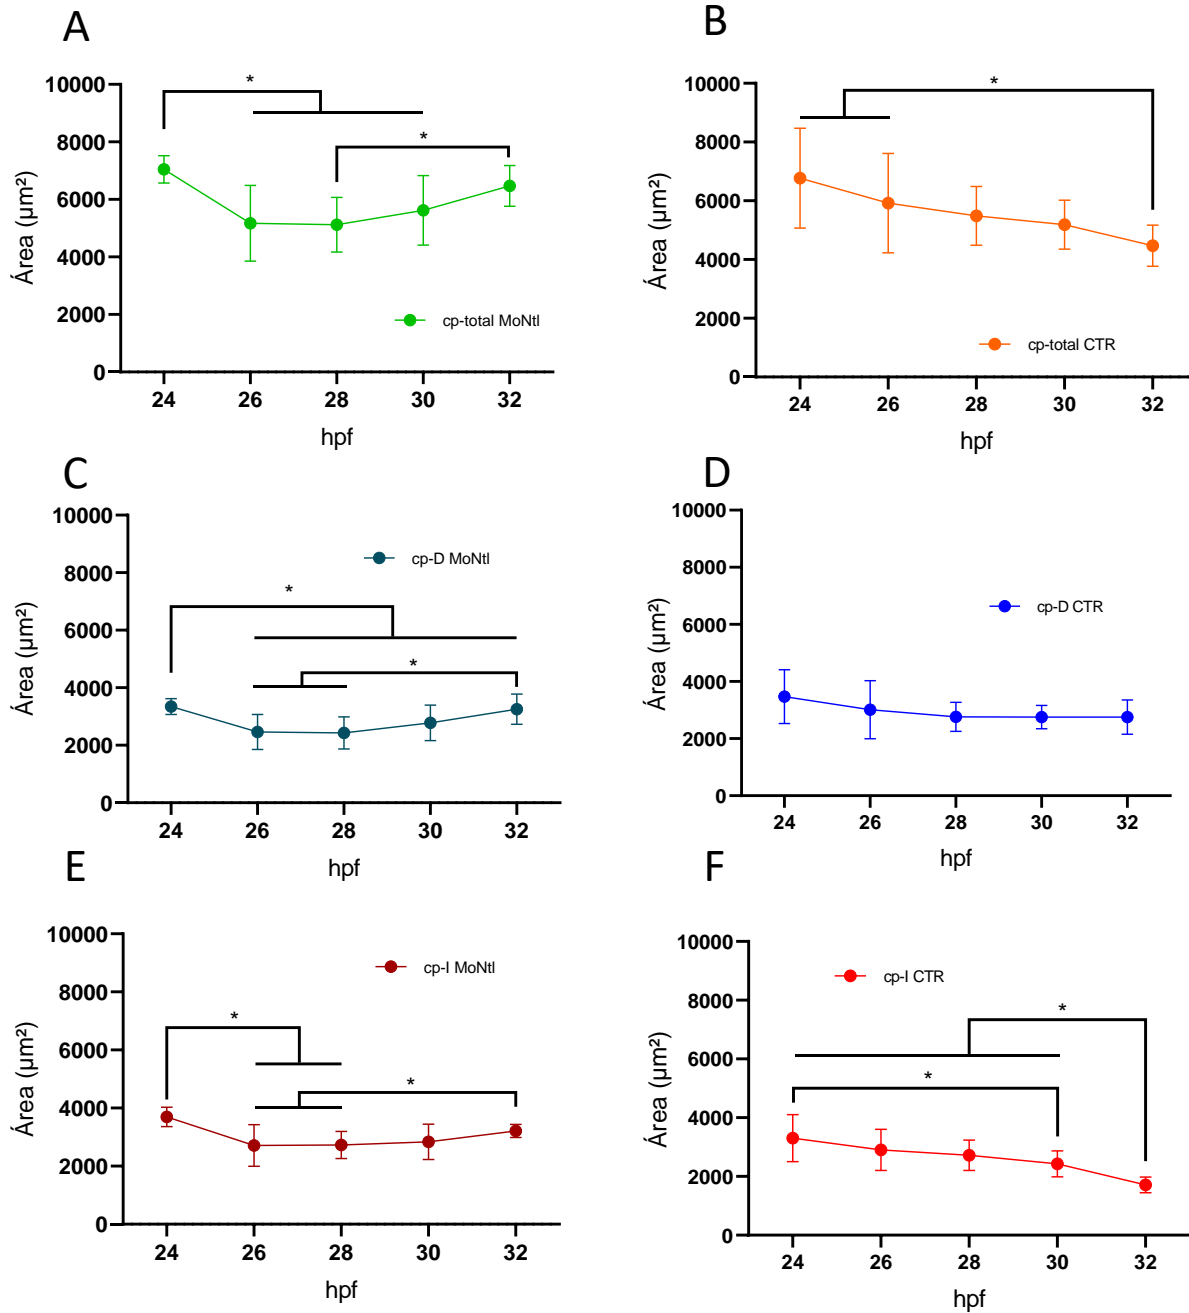 A
10000
8000
6000
4000
2000
0
Área (µm²)
*
*
cp-total MoNtl
24 26 28 30 32
hpf
B
10000
8000
6000
4000
2000
0
Área (µm²)
*
cp-total CTR
24 26 28 30 32
hpf
C
10000
8000
6000
4000
2000
0
Área (µm²)
cp-D MoNtl
*
*
24 26 28 30 32
hpf
D
10000
8000
6000
4000
2000
0
Área (µm²)
cp-D CTR
24 26 28 30 32
hpf
E
10000
8000
6000
4000
2000
0
Área (µm²)
cp-I MoNtl
*
*
24 26 28 30 32
hpf
F
10000
8000
6000
4000
2000
0
Área (µm²)
cp-I CTR
*
*
24 26 28 30 32
hpf